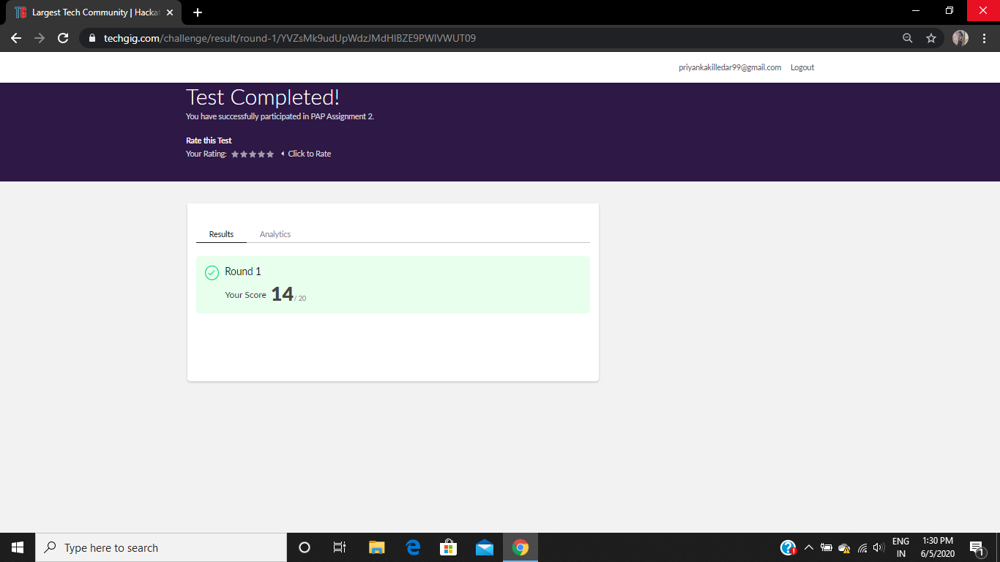 Largest Tech Community | Hacka
techgig.com/challenge/result/round-1/YVZsMk9udUpWdzJMdHlBZE9PWlVWUT09
priyankakilledar99@gmail.com Logout
Test Completed!
You have successfully participated in PAP Assignment 2.
Rate this Test
Your Rating: Click to Rate
Results Analytics
Round 1
Your Score 14 / 20
Type here to search
ENG
IN
1:30 PM
6/5/2020
1